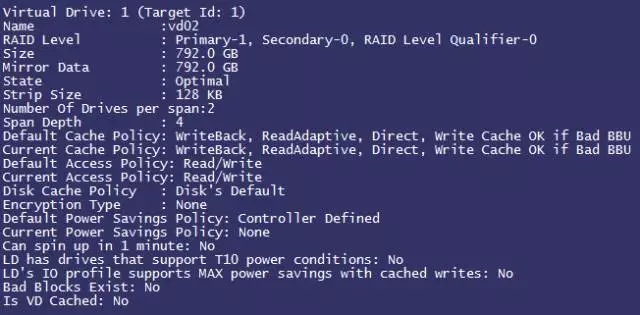 Virtual Drive: 1 (Target Id: 1)
Name :vd02
RAID Level : Primary-1, Secondary-0, RAID Level Qualifier-0
Size : 792.0 GB
Mirror Data : 792.0 GB
State : Optimal
Strip Size : 128 KB
Number Of Drives per span:2
Span Depth : 4
Default Cache Policy: WriteBack, ReadAdaptive, Direct, Write Cache OK if Bad BBU
Current Cache Policy: WriteBack, ReadAdaptive, Direct, Write Cache OK if Bad BBU
Default Access Policy: Read/Write
Current Access Policy: Read/Write
Disk Cache Policy : Disk's Default
Encryption Type : None
Default Power Savings Policy: Controller Defined
Current Power Savings Policy: None
Can spin up in 1 minute: No
LD has drives that support T10 power conditions: No
LD's IO profile supports MAX power savings with cached writes: No
Bad Blocks Exist: No
Is VD Cached: No